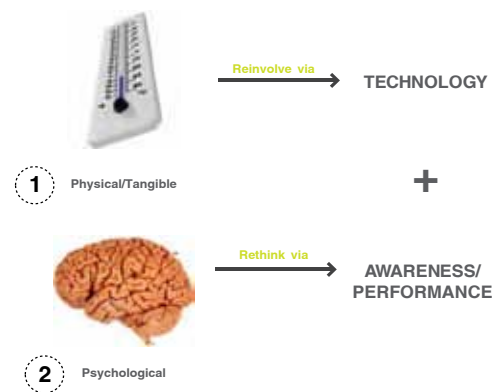 Reinvolve via
TECHNOLOGY
1 Physical/Tangible
+
Rethink via
AWARENESS/
PERFORMANCE
2 Psychological